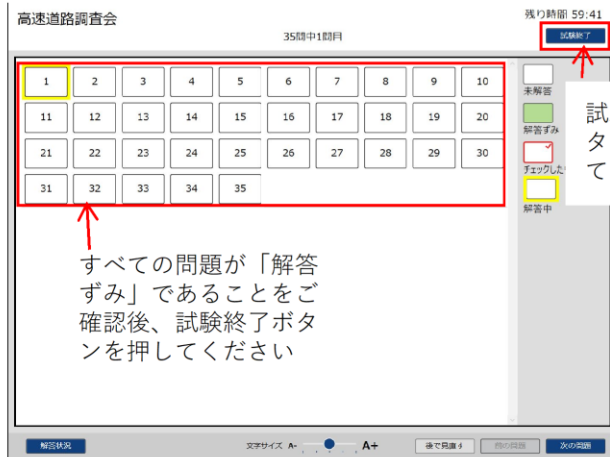 高速道路調査会
残り時間 59:41
35問中1問目
試験終了
1 2 3 4 5 6 7 8 9 10
未解答
11 12 13 14 15 16 17 18 19 20
解答ずみ
21 22 23 24 25 26 27 28 29 30
チェックした
31 32 33 34 35
解答中
試
タ
て
すべての問題が「解答
ずみ」であることをご
確認後、試験終了ボタ
ンを押してください
解答状況
文字サイズ A- A+
後で見直す
前の問題
次の問題